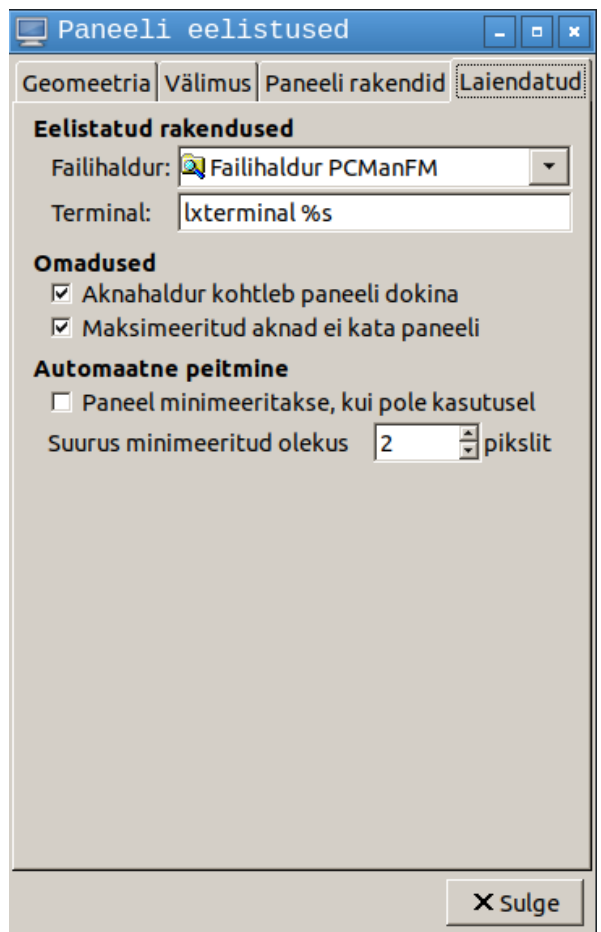 Paneeli eelistused
Geomeetria Välimus Paneeli rakendid Laiendatud
Eelistatud rakendused
Failihaldur: Failihaldur PCManFM
Terminal: lxterminal %s
Omadused
Aknahaldur kohtleb paneeli dokina
Maksimeeritud aknad ei kata paneeli
Automaatne peitmine
Paneel minimeeritakse, kui pole kasutusel
Suurus minimeeritud olekus 2 pikslit
Sulge